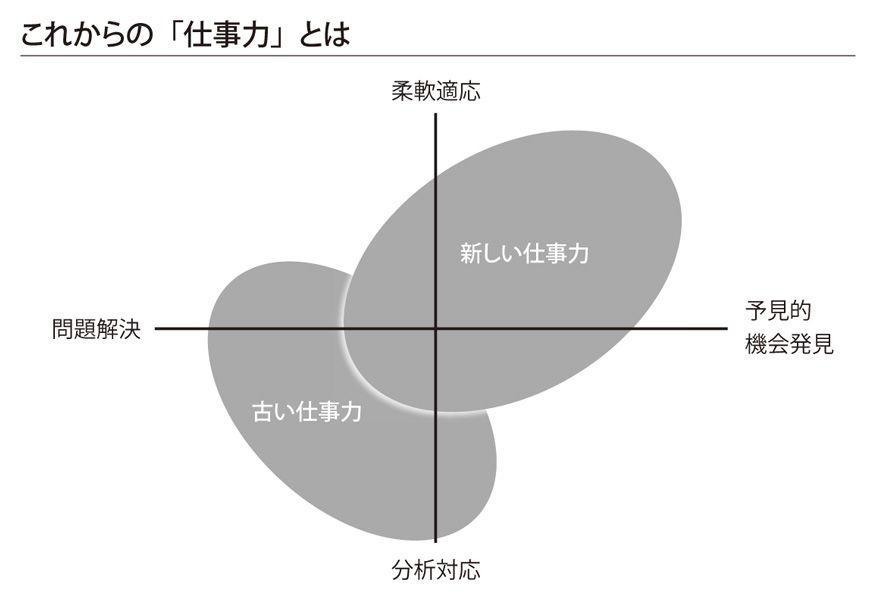 これからの「仕事力」とは
柔軟適応
新しい仕事力
問題解決
予見的
機会発見
古い仕事力
分析対応